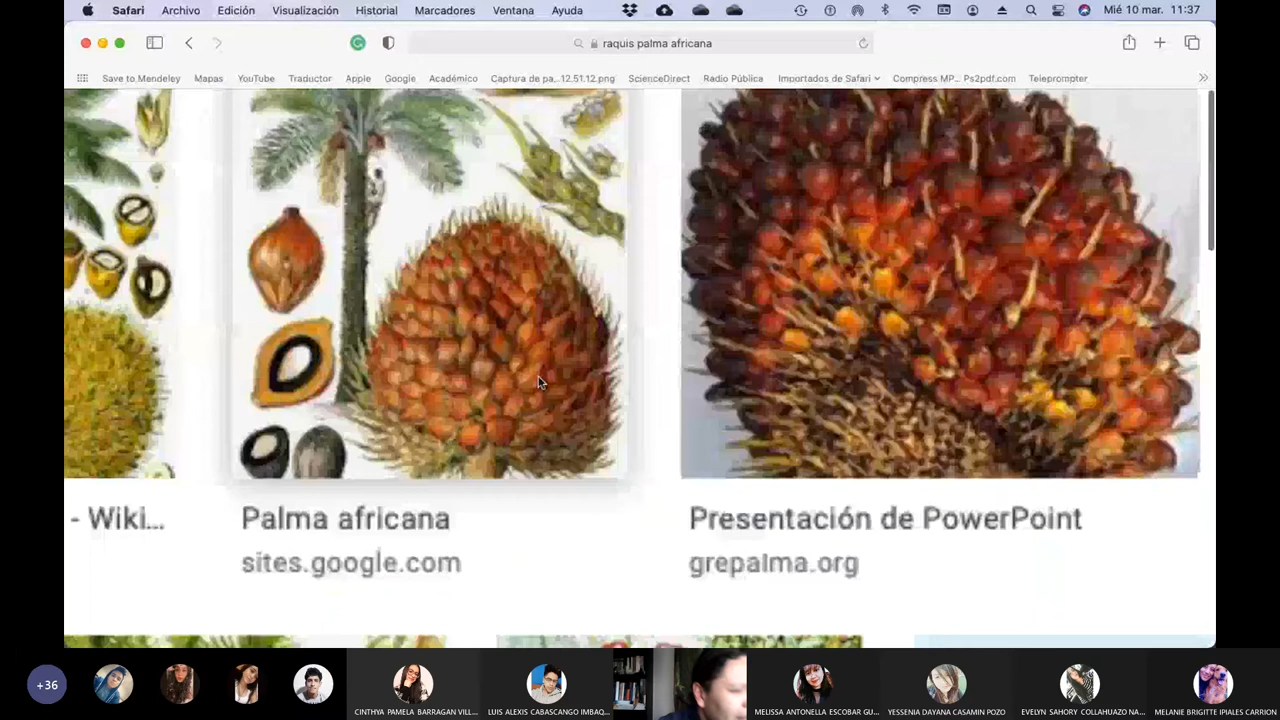 Safari Archivo Edición Visualización Historial Marcadores Ventana Ayuda Mié 10 mar. 11:37
raquis palma africana
Save to Mendeley Mapas YouTube Traductor Apple Google Académico Captura de pa,..12.51.12.png ScienceDirect Radio Pública Importados de Safari Compress MP... Ps2pdf.com Teleprompter
- Wiki... Palma africana Presentación de PowerPoint
sites.google.com grepalma.org
+36
CINTHYA PAMELA BARRAGAN VILL... LUIS ALEXIS CABASCANGO IMBAQ... MELISSA ANTONELLA ESCOBAR GU... YESSENIA DAYANA CASAMIN POZO EVELYN SAHORY COLLAHUAZO NA... MELANIE BRIGITTE IPIALES CARRION